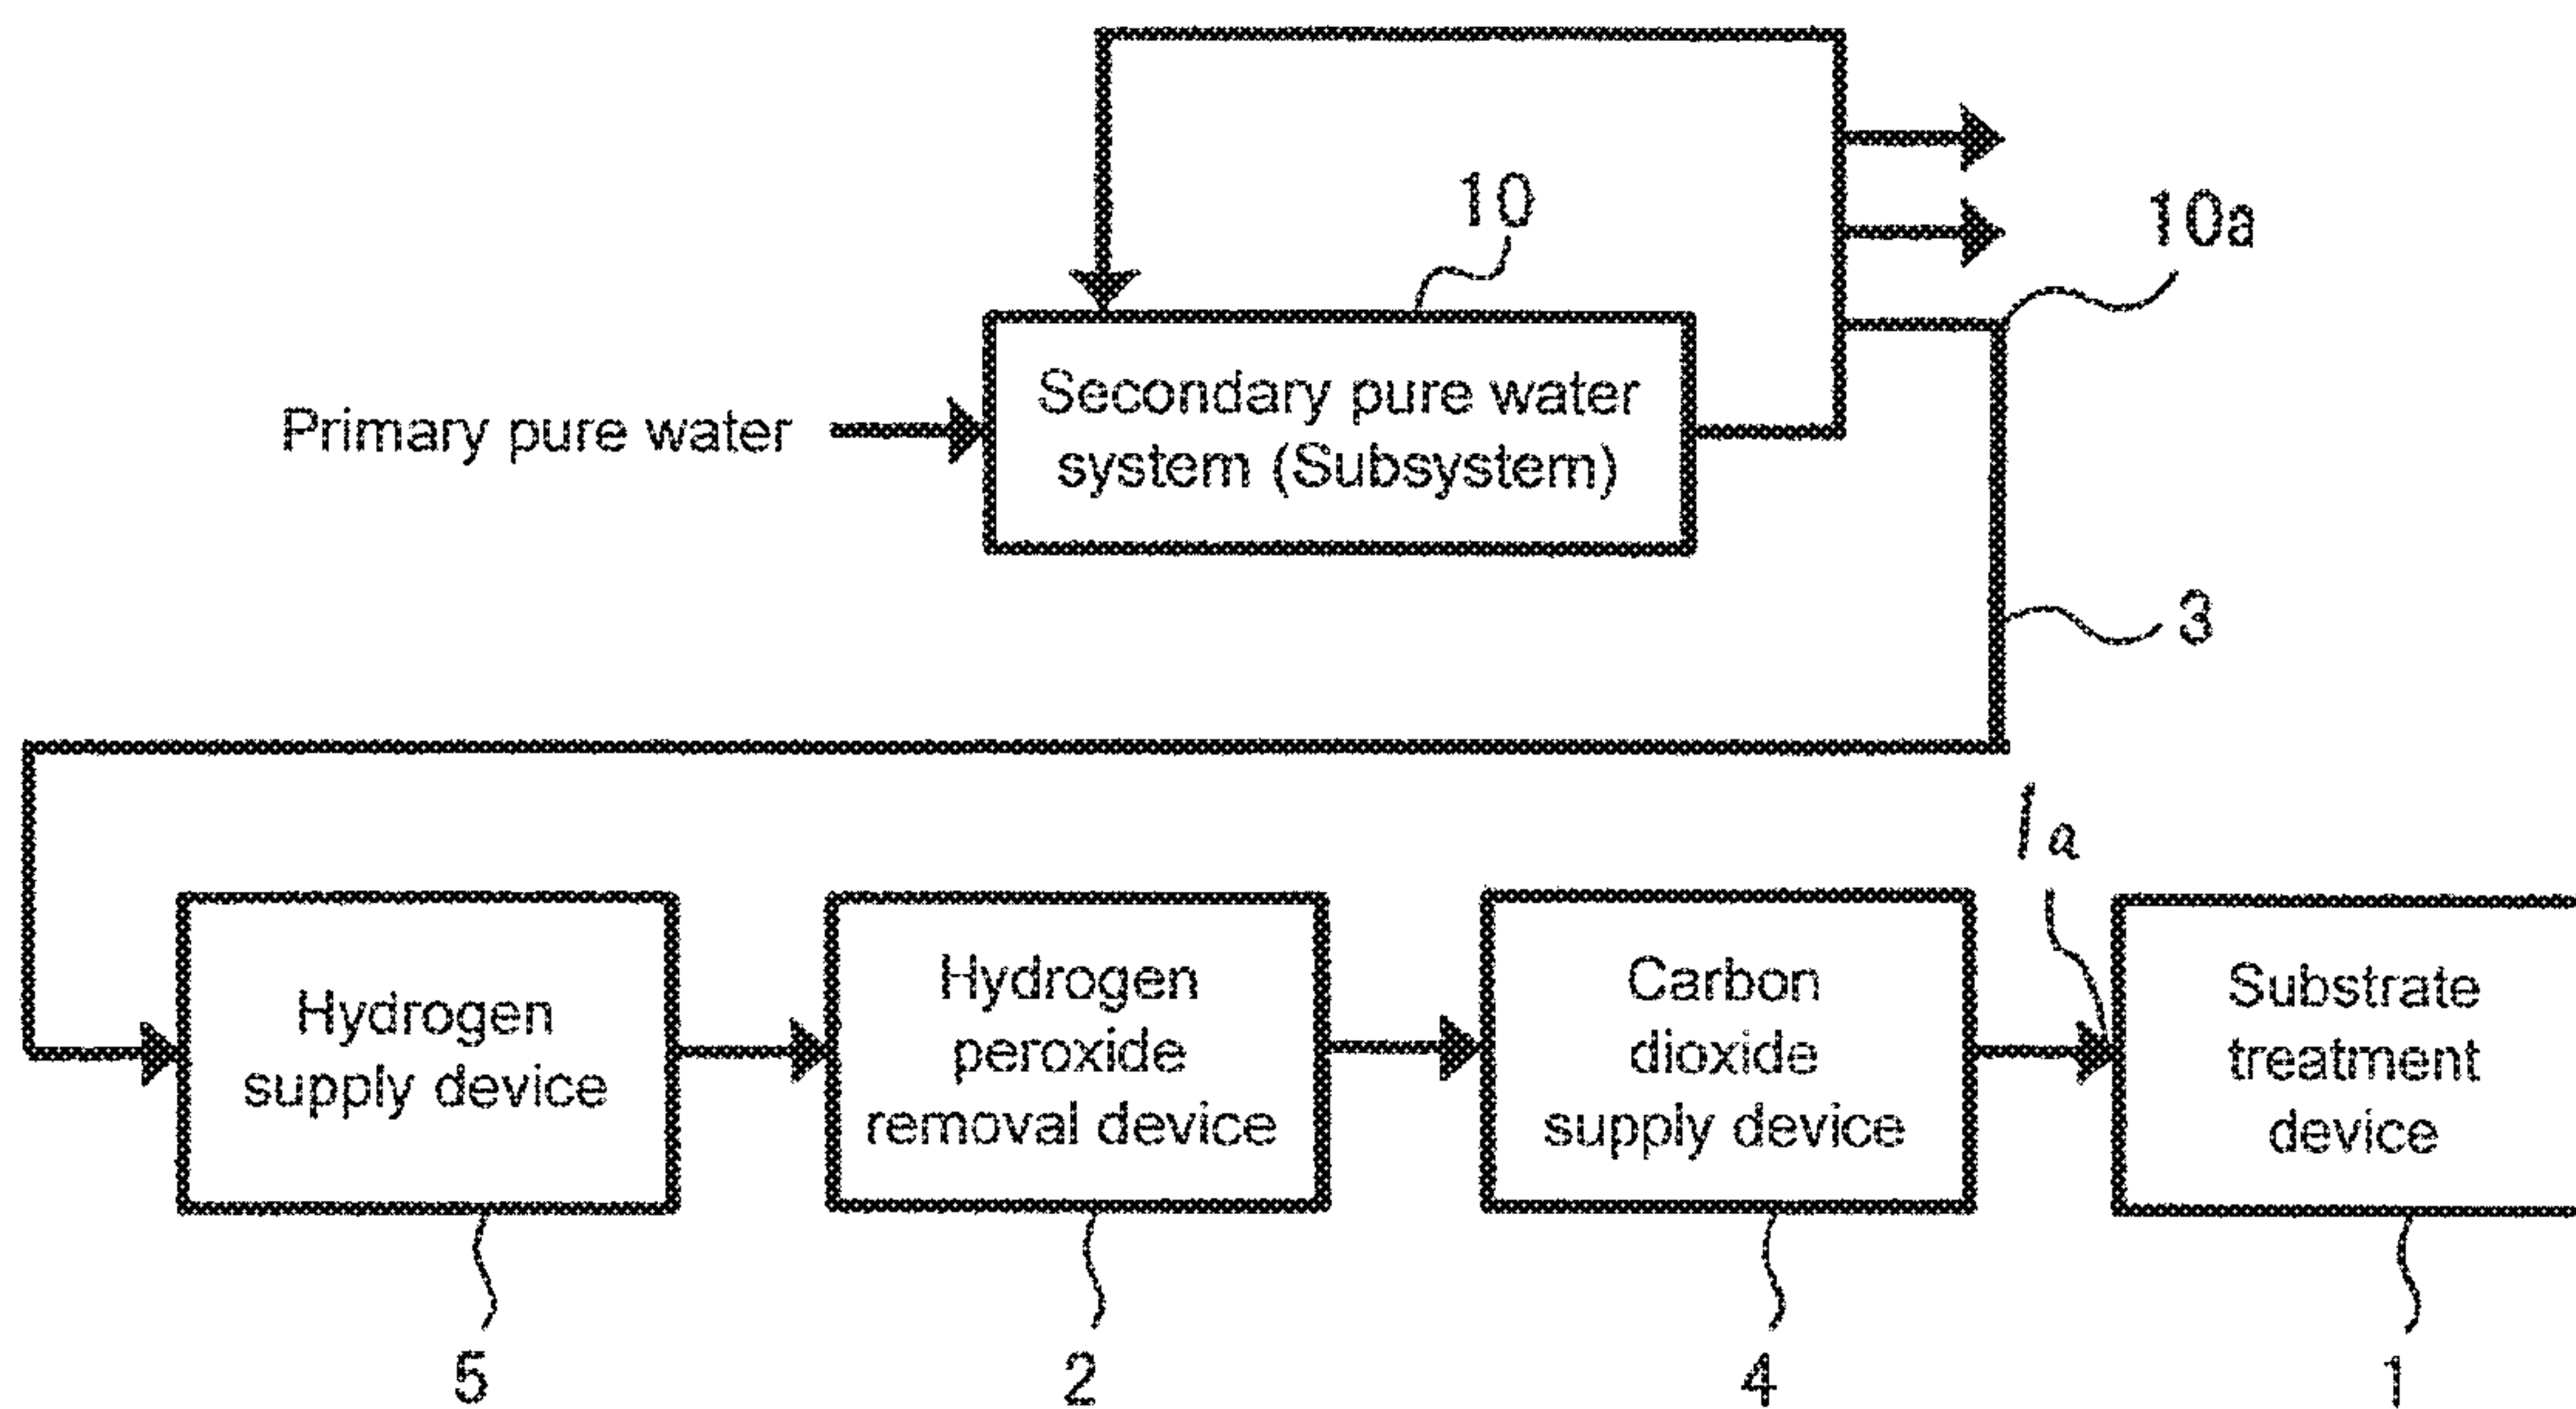 10
10a
Primary pure water
Secondary pure water
system (Subsystem)
3
1a
Hydrogen
supply device
Hydrogen
peroxide
removal device
Carbon
dioxide
supply device
Substrate
treatment
device
5
2
4
1